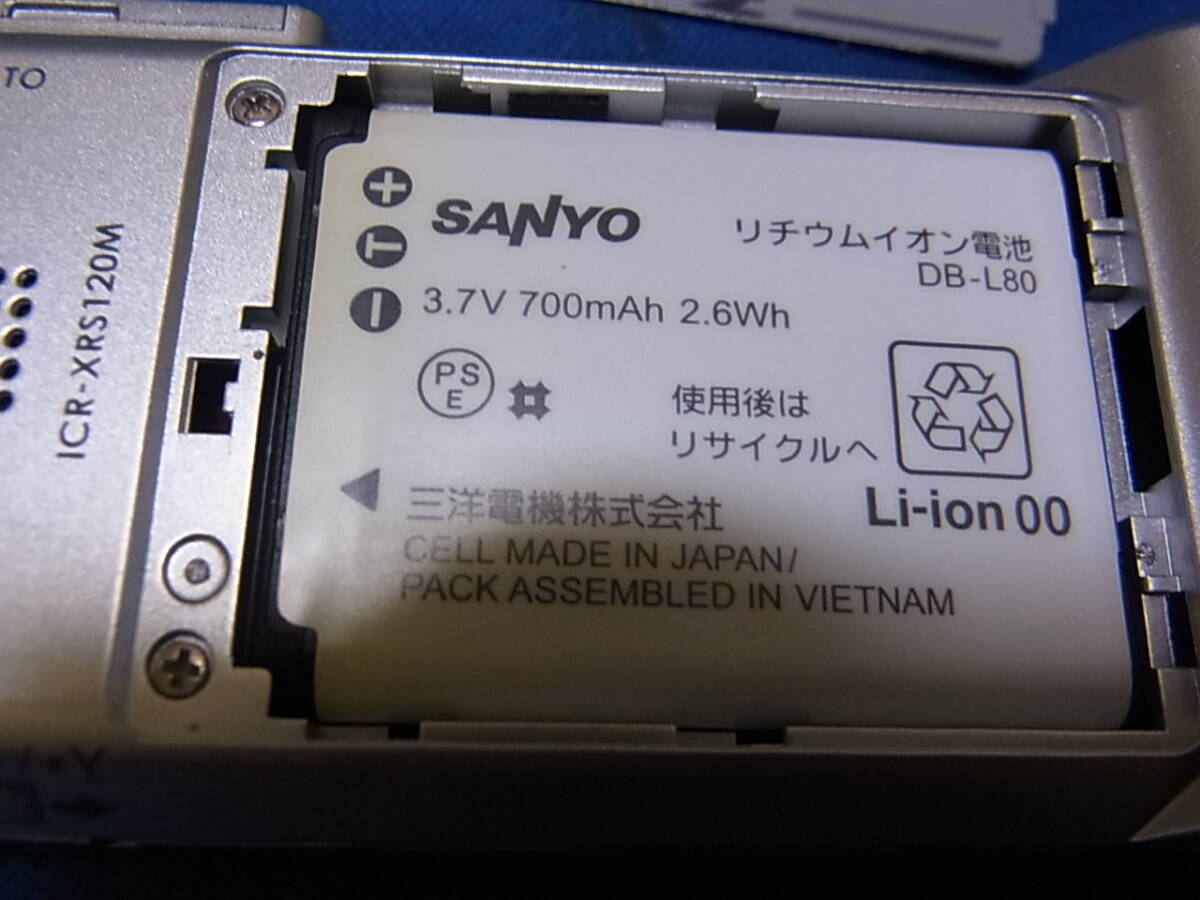 TO
ICR-XRS120M
+
T
−
SANYO
リチウムイオン電池
DB-L80
3.7V 700mAh 2.6Wh
PS
E
使用後は
リサイクルへ
Li-ion 00
三洋電機株式会社
CELL MADE IN JAPAN/
PACK ASSEMBLED IN VIETNAM